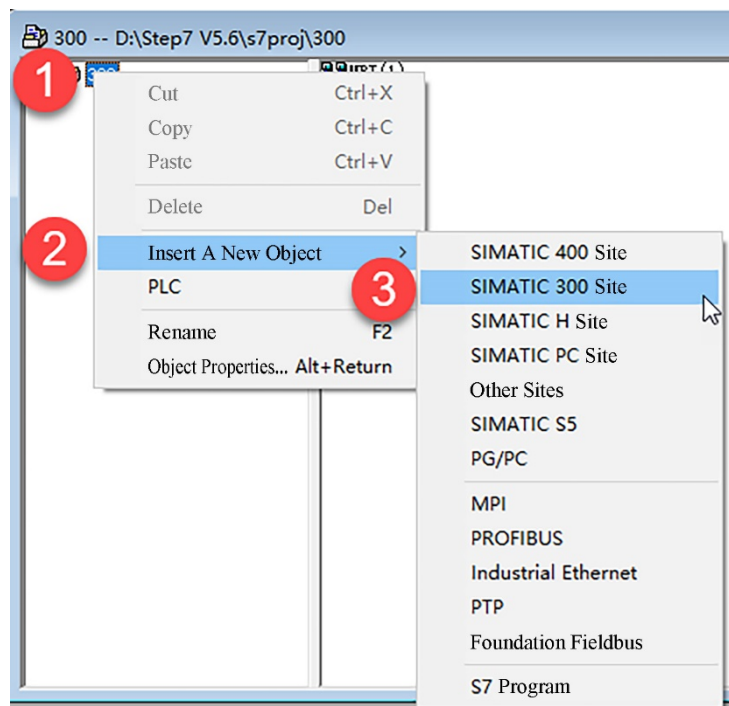 300 -- D:\Step7 V5.6\s7proj\300
1
Cut Ctrl+X
Copy Ctrl+C
Paste Ctrl+V
Delete Del
2
Insert A New Object >
PLC
3
Rename F2
Object Properties... Alt+Return
SIMATIC 400 Site
SIMATIC 300 Site
SIMATIC H Site
SIMATIC PC Site
Other Sites
SIMATIC S5
PG/PC
MPI
PROFIBUS
Industrial Ethernet
PTP
Foundation Fieldbus
S7 Program